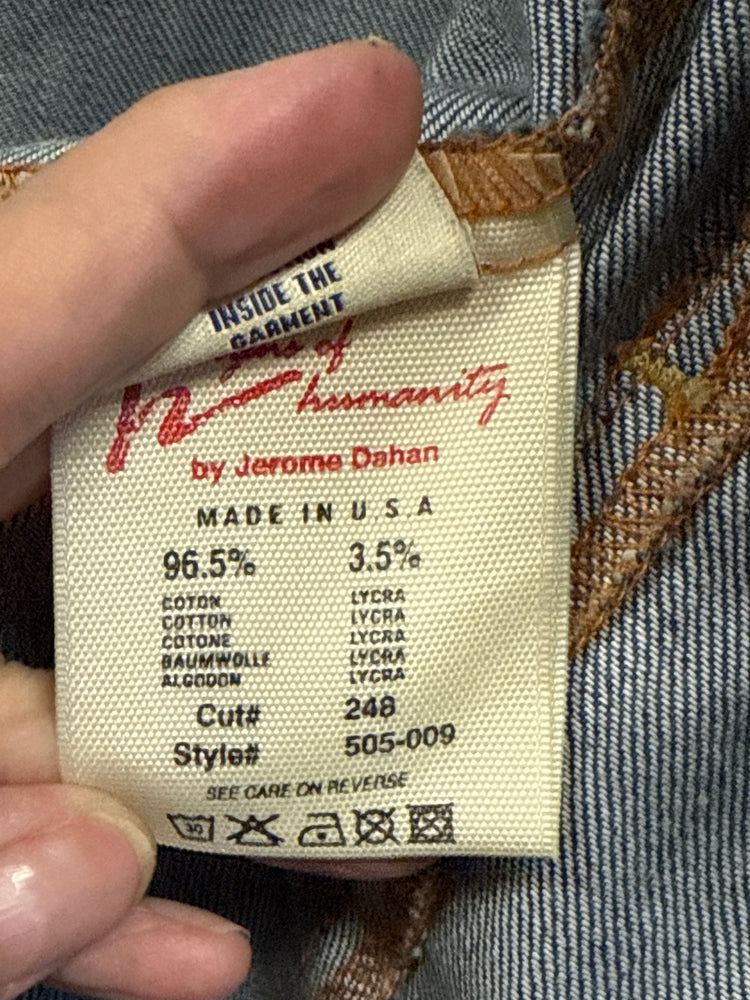 INSIDE THE
GARMENT
of
humanity
by Jerome Dahan
MADE IN U.S.A
96.5% 3.5%
COTON LYCRA
COTTON LYCRA
COTONE LYCRA
BAUMWOLLE LYCRA
ALGODON LYCRA
Cut# 248
Style# 505-009
SEE CARE ON REVERSE
30